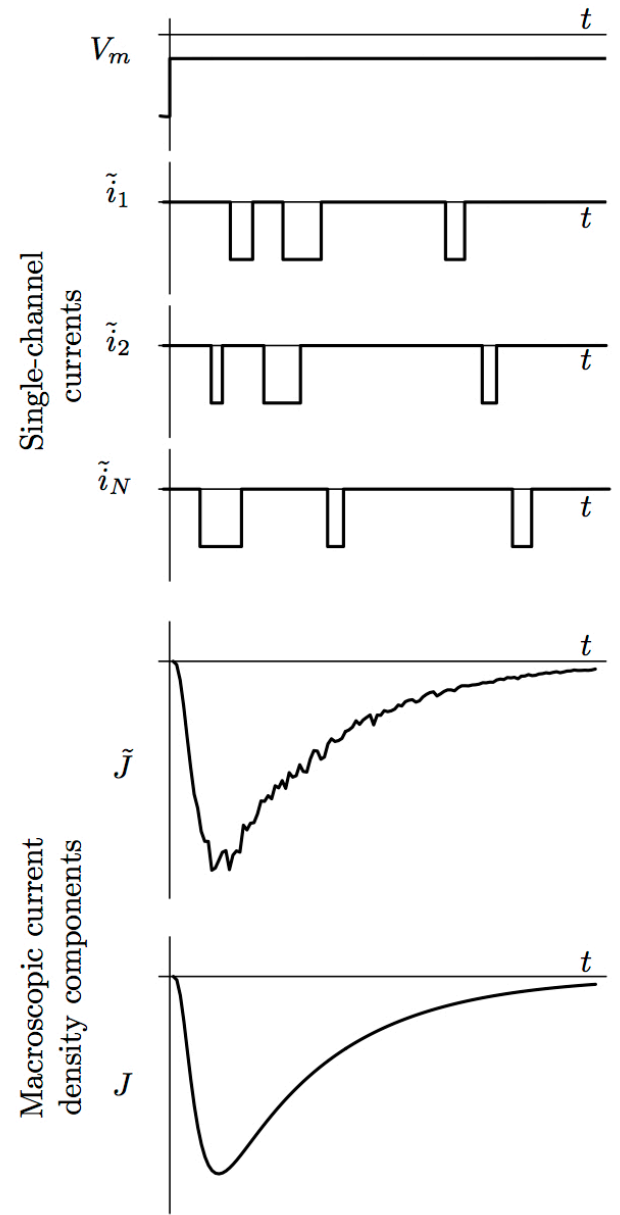 t
V_m
ĩ_1
t
Single-channel
currents
ĩ_2
t
ĩ_N
t
t
J̃
Macroscopic current
density components
t
J